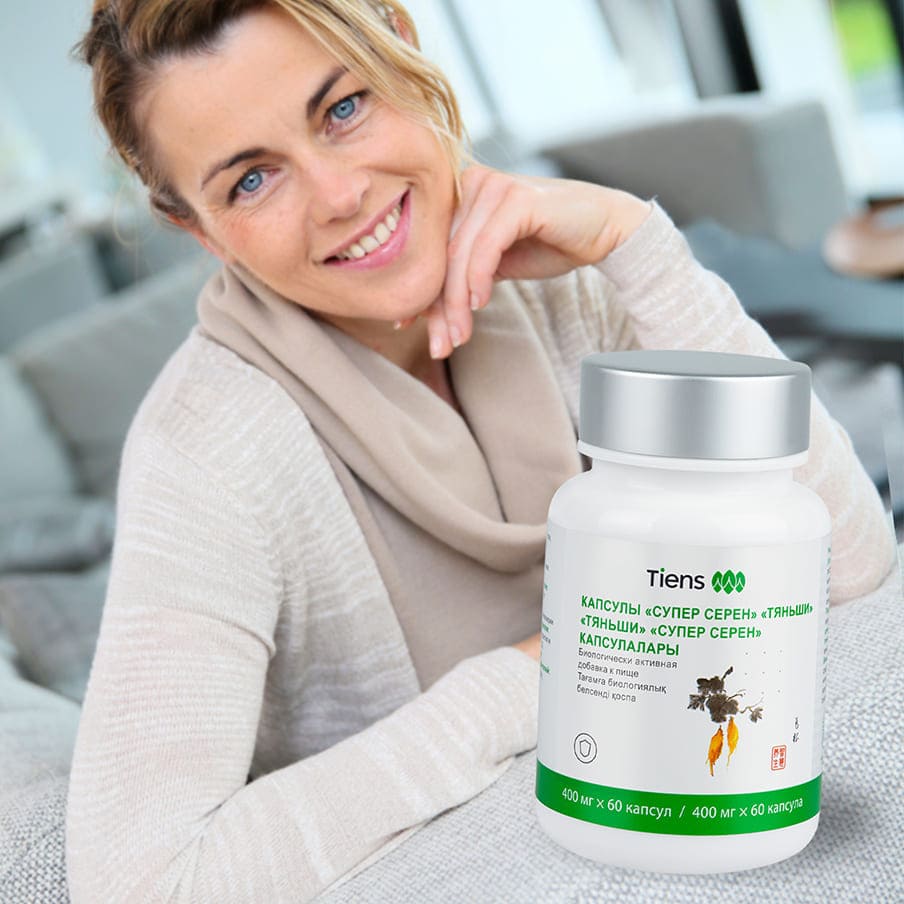 Tiens
КАПСУЛЫ «СУПЕР СЕРЕН» «ТЯНЬШИ»
«ТЯНЬШИ» «СУПЕР СЕРЕН»
КАПСУЛАЛАРЫ
Биологически активная
добавка к пище
Тағамға биологиялық
белсенді қоспа
400 мг x 60 капсул / 400 мг x 60 капсула